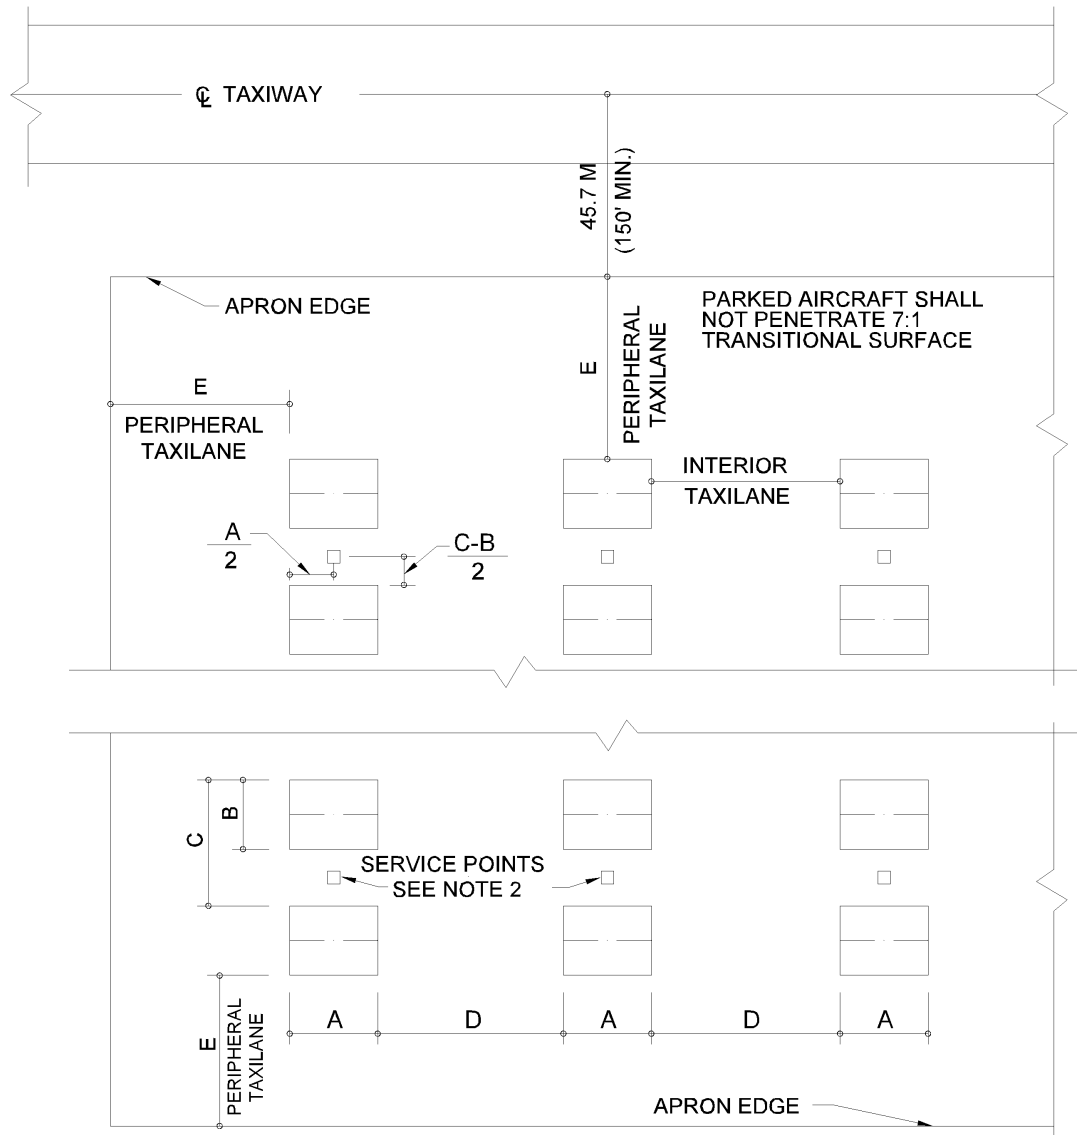 ℄ TAXIWAY
45.7 M
(150' MIN.)
APRON EDGE
PARKED AIRCRAFT SHALL
NOT PENETRATE 7:1
TRANSITIONAL SURFACE
E
PERIPHERAL
TAXILANE
E
PERIPHERAL
TAXILANE
INTERIOR
TAXILANE
A
2
C-B
2
C
B
SERVICE POINTS
SEE NOTE 2
E
PERIPHERAL
TAXILANE
A
D
A
D
A
APRON EDGE